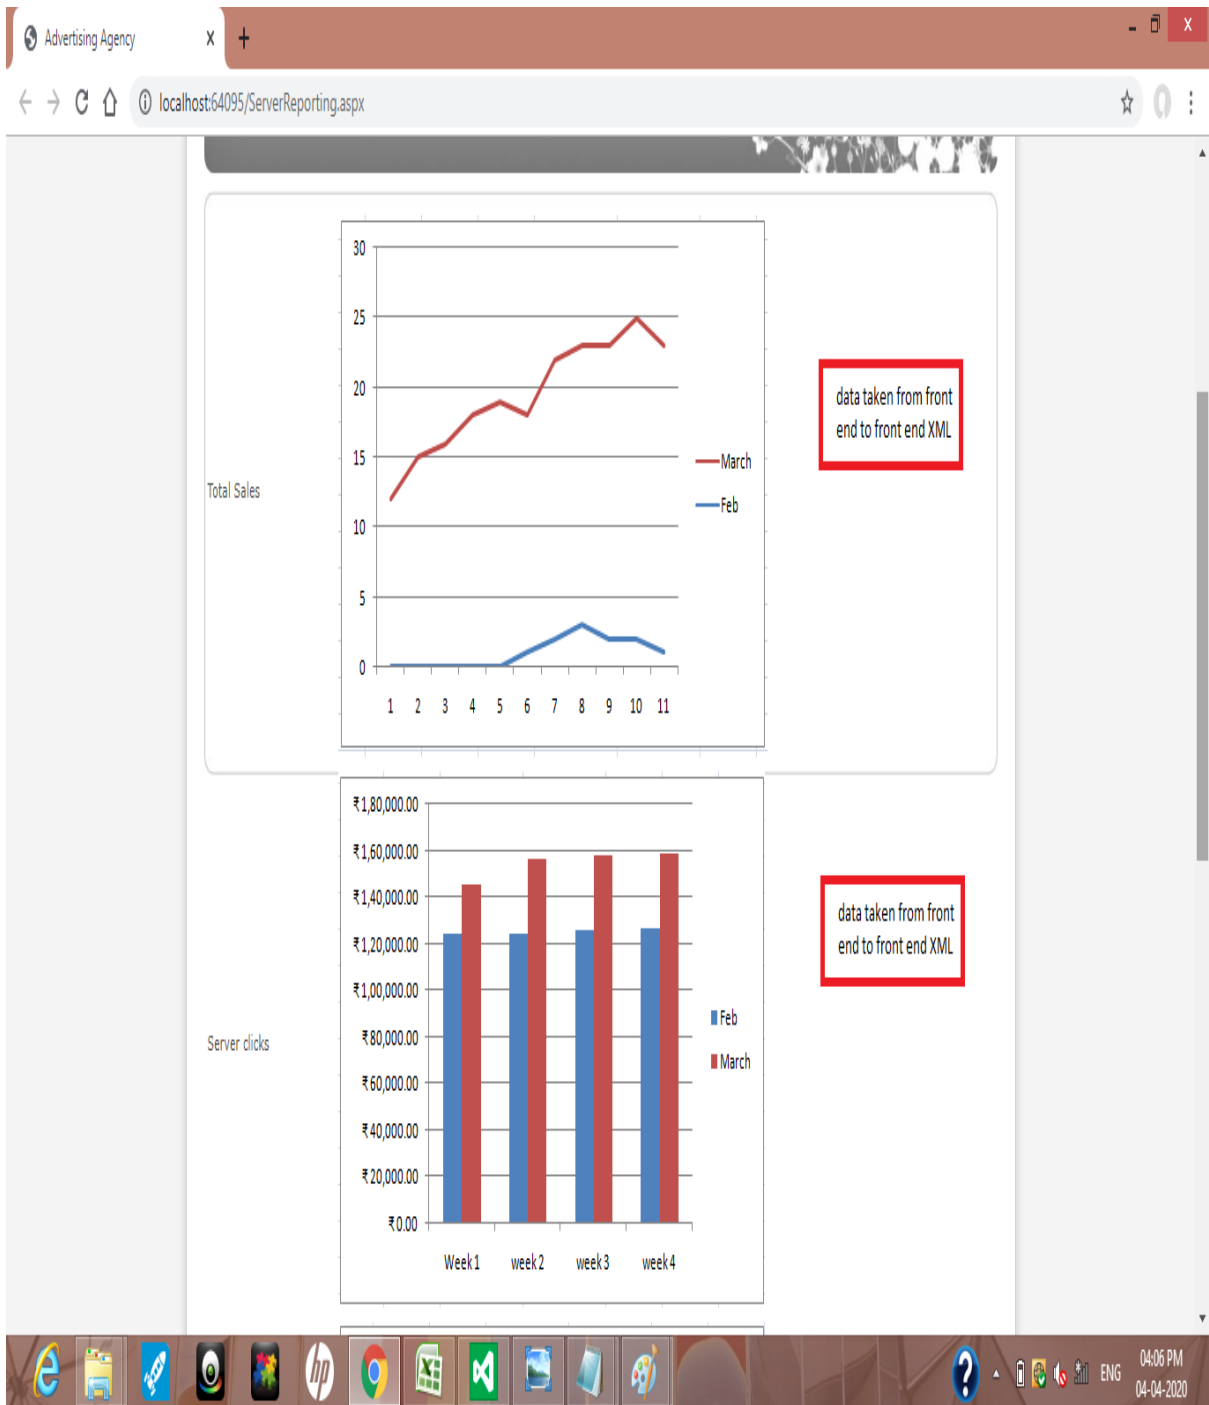 Advertising Agency
localhost:64095/ServerReporting.aspx
30
25
20
15
10
5
0
1 2 3 4 5 6 7 8 9 10 11
March
Feb
Total Sales
data taken from front
end to front end XML
₹1,80,000.00
₹1,60,000.00
₹1,40,000.00
₹1,20,000.00
₹1,00,000.00
₹80,000.00
₹60,000.00
₹40,000.00
₹20,000.00
₹0.00
Week 1 week 2 week 3 week 4
Feb
March
Server clicks
data taken from front
end to front end XML
hp
ENG
04:06 PM
04-04-2020